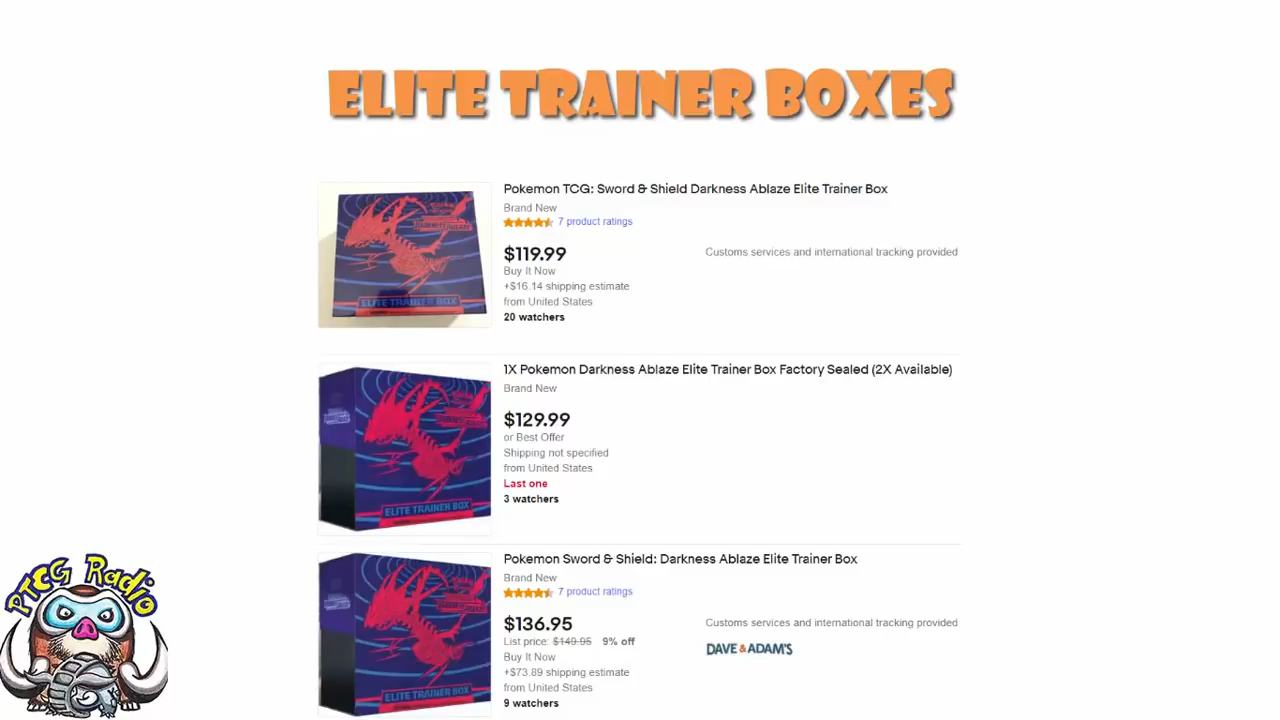 ELITE TRAINER BOXES
Pokemon TCG: Sword & Shield Darkness Ablaze Elite Trainer Box
Brand New
7 product ratings
$119.99
Customs services and international tracking provided
Buy It Now
+$16.14 shipping estimate
from United States
20 watchers
ELITE TRAINER BOX
1X Pokemon Darkness Ablaze Elite Trainer Box Factory Sealed (2X Available)
Brand New
$129.99
or Best Offer
Shipping not specified
from United States
Last one
3 watchers
ELITE TRAINER BOX
Pokemon Sword & Shield: Darkness Ablaze Elite Trainer Box
Brand New
7 product ratings
$136.95
Customs services and international tracking provided
List price: $149.95 9% off
DAVE & ADAM'S
Buy It Now
+$73.89 shipping estimate
from United States
9 watchers
ELITE TRAINER BOX
PTCG Radio